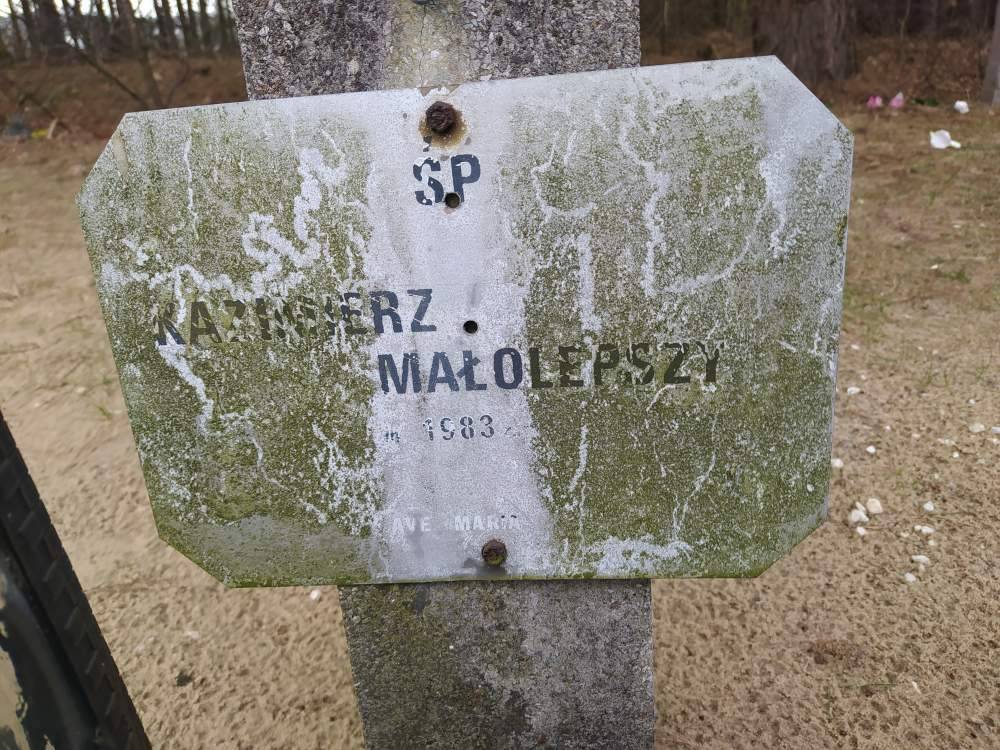 ŚP
KAZIMIERZ
MAŁOLEPSZY
1983
AVE MARIA